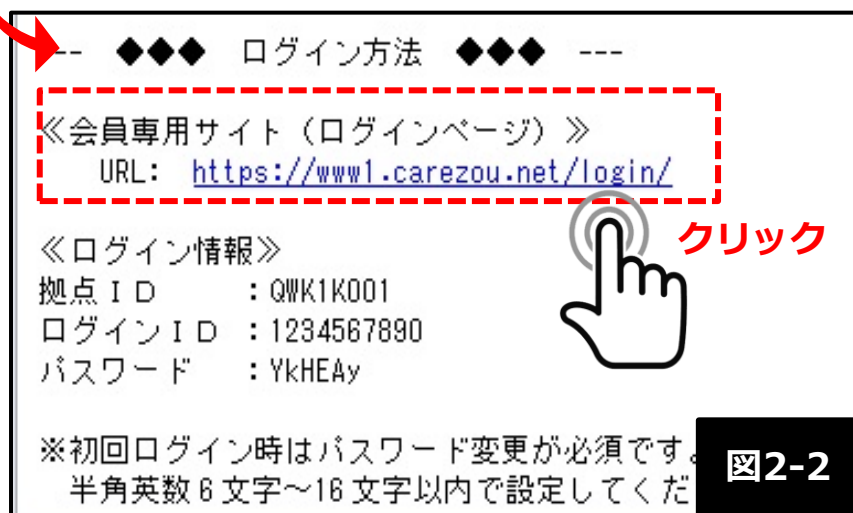 -- ◆◆◆ ログイン方法 ◆◆◆ ---
≪会員専用サイト（ログインページ）≫
URL: https://www1.carezou.net/login/
クリック
≪ログイン情報≫
拠点ＩＤ ：QWK1K001
ログインＩＤ ：1234567890
パスワード ：YkHEAy
※初回ログイン時はパスワード変更が必須です。
半角英数６文字～16文字以内で設定してくだ
図2-2